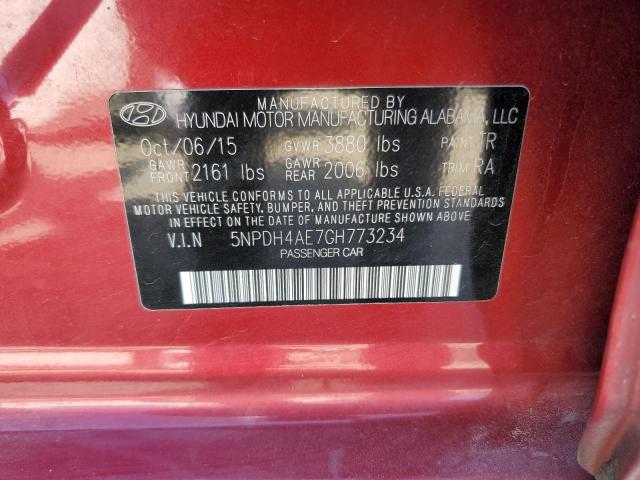 MANUFACTURED BY
HYUNDAI MOTOR MANUFACTURING ALABAMA, LLC
Oct/06/15 GVWR 3880 lbs PAINT TR
GAWR FRONT 2161 lbs GAWR REAR 2006 lbs TRIM RA
THIS VEHICLE CONFORMS TO ALL APPLICABLE U.S.A. FEDERAL
MOTOR VEHICLE SAFETY, BUMPER, AND THEFT PREVENTION STANDARDS
IN EFFECT ON THE DATE OF MANUFACTURE SHOWN ABOVE.
V.I.N 5NPDH4AE7GH773234
PASSENGER CAR